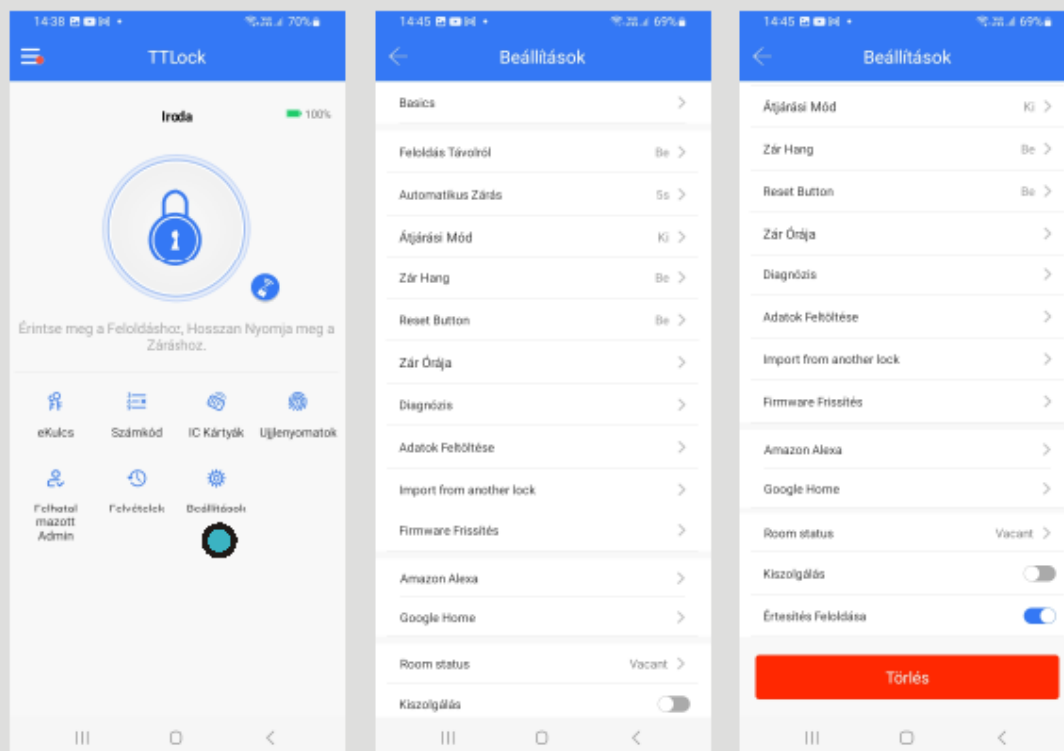 14:38
70%
TTLock
Iroda
100%
Érintse meg a Feloldáshoz, Hosszan Nyomja meg a
Záráshoz.
eKulcs
Számkód
IC Kártyák
Ujjlenyomatok
Felhatal
mazott
Admin
Felvételek
Beállítások
14:45
69%
Beállítások
Basics
Feloldás Távolról Be
Automatikus Zárás 5s
Átjárási Mód Ki
Zár Hang Be
Reset Button Be
Zár Órája
Diagnózis
Adatok Feltöltése
Import from another lock
Firmware Frissítés
Amazon Alexa
Google Home
Room status Vacant
Kiszolgálás
14:45
69%
Beállítások
Átjárási Mód Ki
Zár Hang Be
Reset Button Be
Zár Órája
Diagnózis
Adatok Feltöltése
Import from another lock
Firmware Frissítés
Amazon Alexa
Google Home
Room status Vacant
Kiszolgálás
Értesítés Feloldása
Törlés